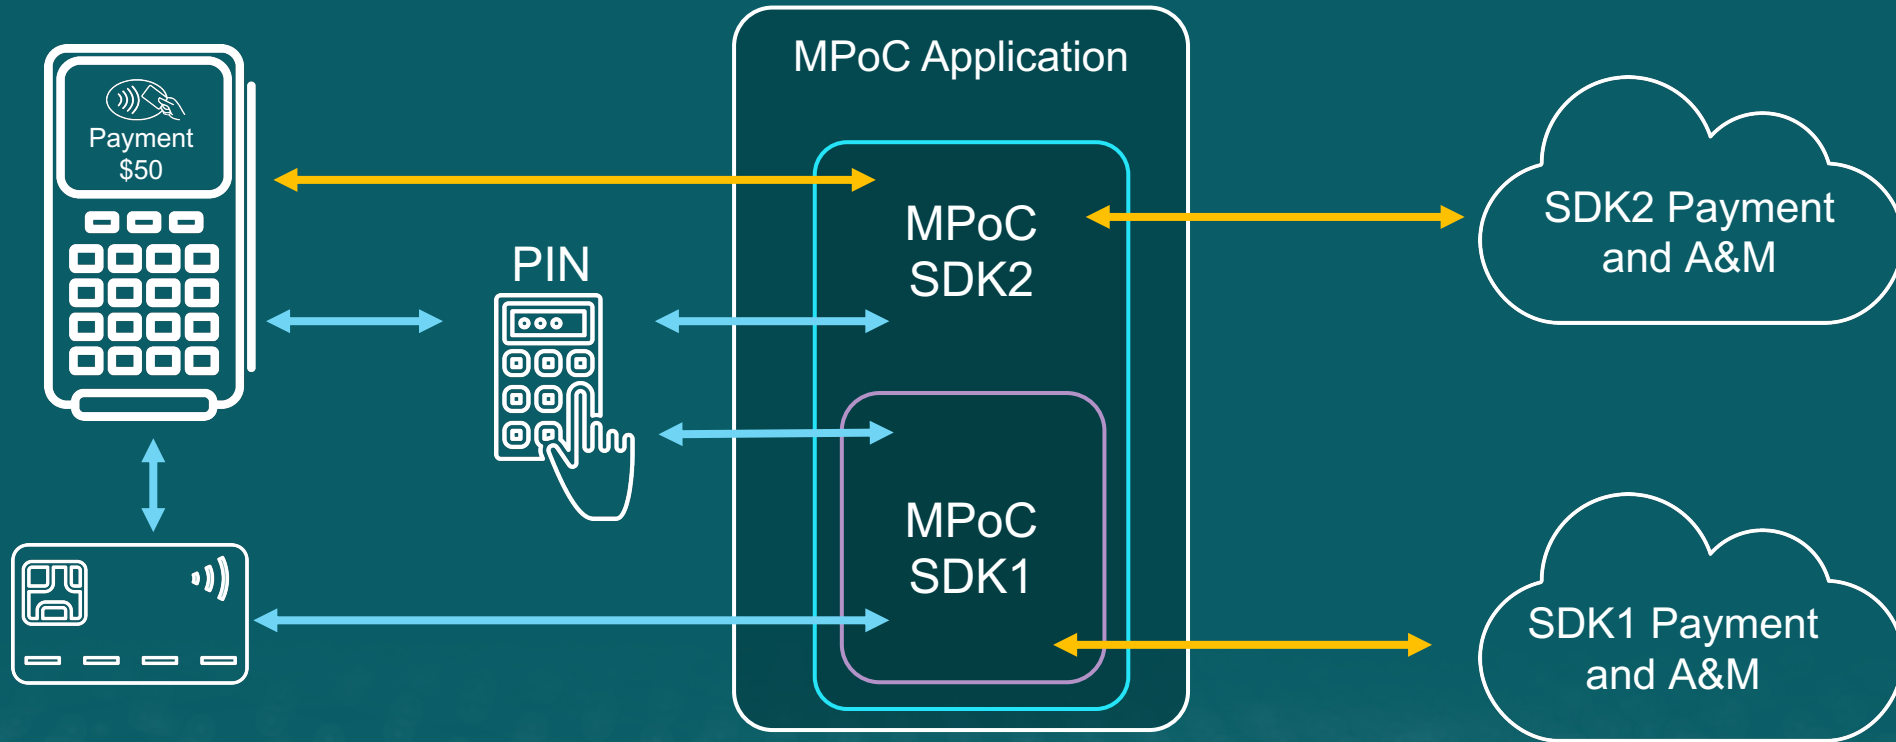 MPoC Application
Payment
$50
PIN
MPoC
SDK2
SDK2 Payment
and A&M
MPoC
SDK1
SDK1 Payment
and A&M